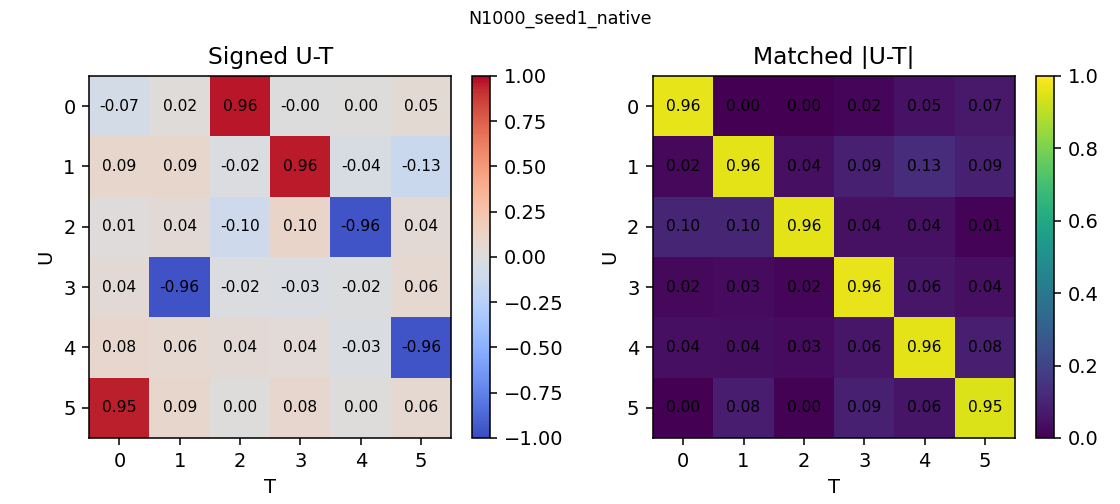 N1000_seed1_native
Signed U-T
Matched |U-T|
0 -0.07 0.02 0.96 -0.00 0.00 0.05
1 0.09 0.09 -0.02 0.96 -0.04 -0.13
2 0.01 0.04 -0.10 0.10 -0.96 0.04
3 0.04 -0.96 -0.02 -0.03 -0.02 0.06
4 0.08 0.06 0.04 0.04 -0.03 -0.96
5 0.95 0.09 0.00 0.08 0.00 0.06
0 1 2 3 4 5
U
T
1.00
0.75
0.50
0.25
0.00
−0.25
−0.50
−0.75
−1.00
0 0.96 0.00 0.00 0.02 0.05 0.07
1 0.02 0.96 0.04 0.09 0.13 0.09
2 0.10 0.10 0.96 0.04 0.04 0.01
3 0.02 0.03 0.02 0.96 0.06 0.04
4 0.04 0.04 0.03 0.06 0.96 0.08
5 0.00 0.08 0.00 0.09 0.06 0.95
0 1 2 3 4 5
U
T
1.0
0.8
0.6
0.4
0.2
0.0